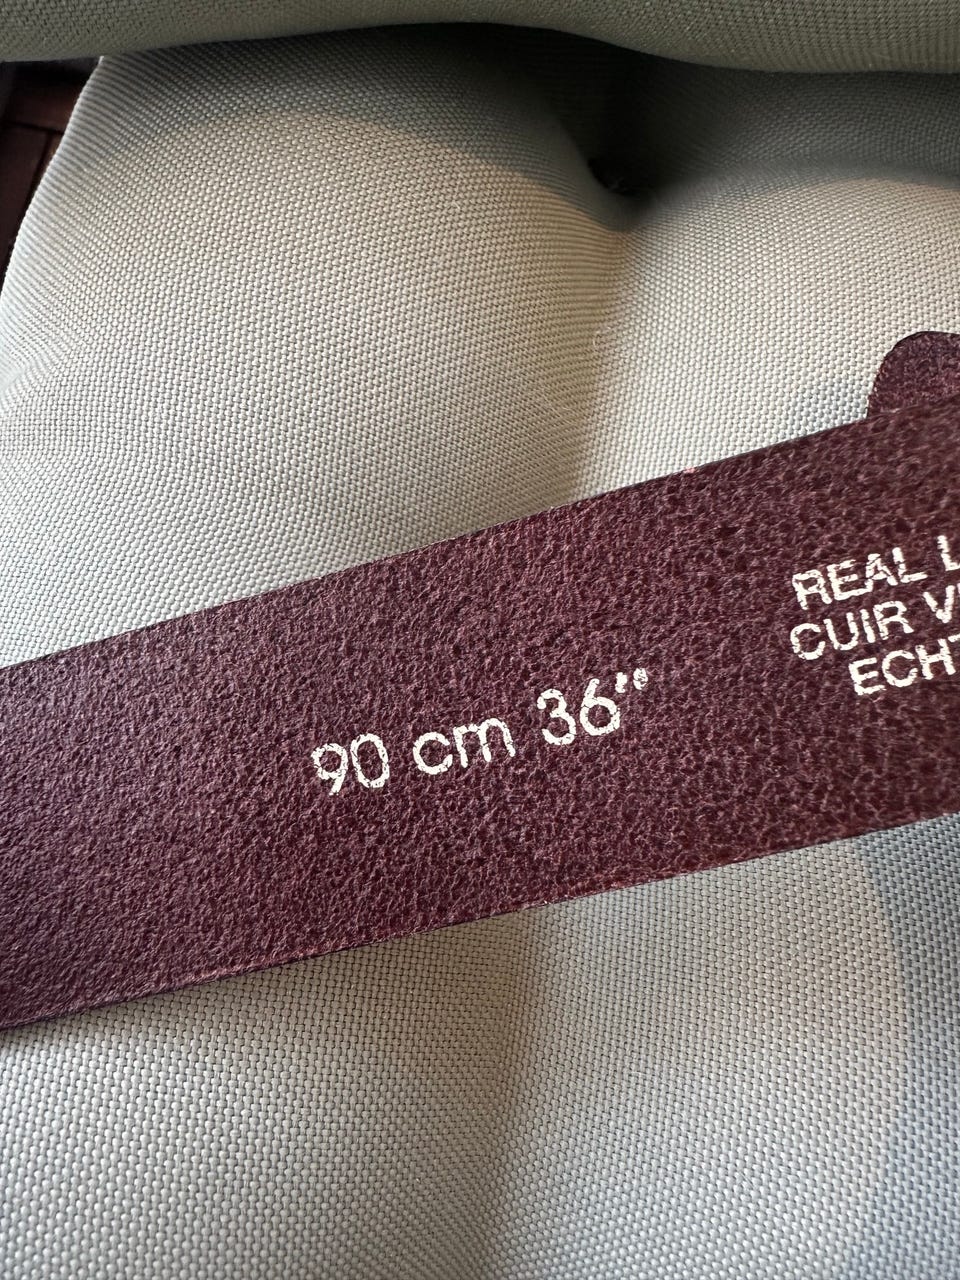 90 cm 36"
REAL L
CUIR V
ECHT